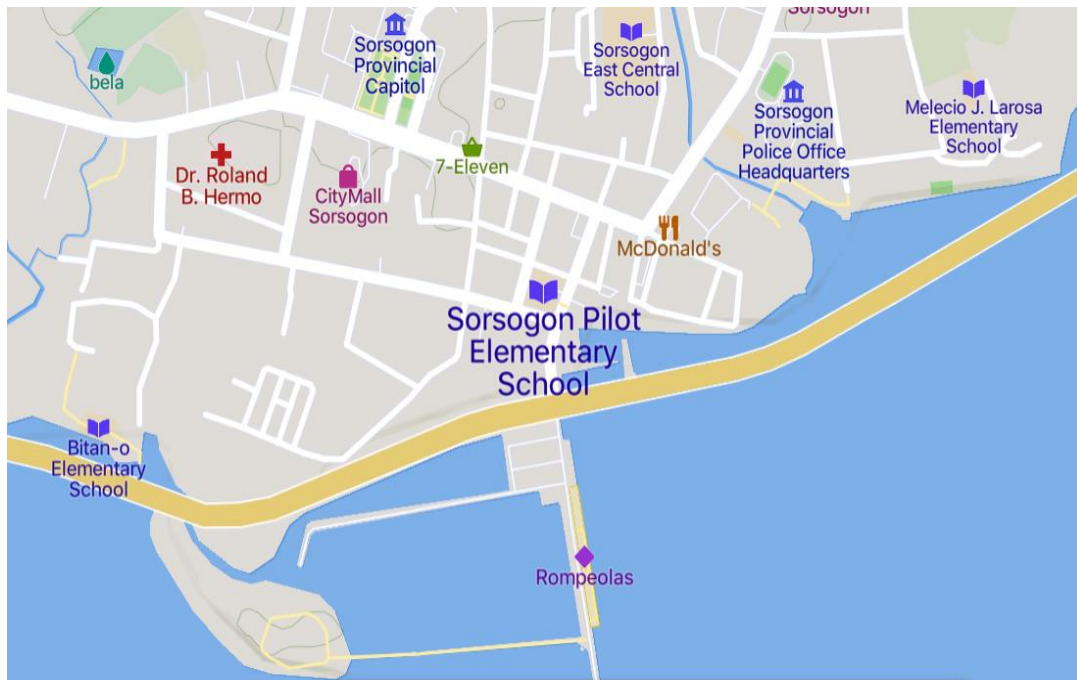 Sorsogon
Sorsogon
Provincial
Capitol
Sorsogon
East Central
School
bela
Sorsogon
Provincial
Police Office
Headquarters
Melecio J. Larosa
Elementary
School
7-Eleven
Dr. Roland
B. Hermo
CityMall
Sorsogon
McDonald's
Sorsogon Pilot
Elementary
School
Bitan-o
Elementary
School
Rompeolas